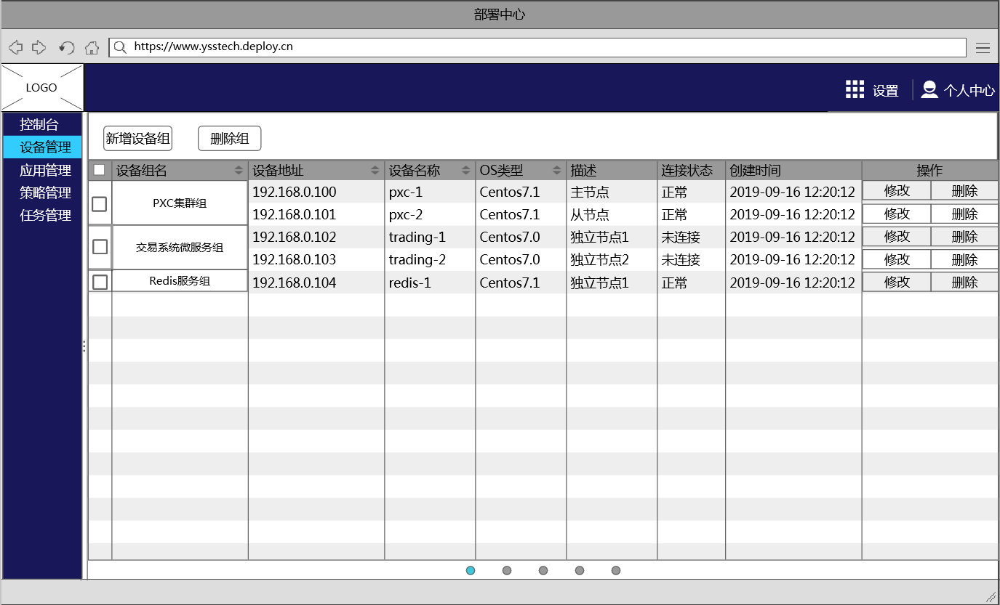 部署中心
https://www.ysstech.deploy.cn
LOGO
设置
个人中心
控制台
设备管理
应用管理
策略管理
任务管理
新增设备组 删除组
设备组名 设备地址 设备名称 OS类型 描述 连接状态 创建时间 操作
PXC集群组
192.168.0.100 pxc-1 Centos7.1 主节点 正常 2019-09-16 12:20:12 修改 删除
192.168.0.101 pxc-2 Centos7.1 从节点 正常 2019-09-16 12:20:12 修改 删除
交易系统微服务组
192.168.0.102 trading-1 Centos7.0 独立节点1 未连接 2019-09-16 12:20:12 修改 删除
192.168.0.103 trading-2 Centos7.0 独立节点2 未连接 2019-09-16 12:20:12 修改 删除
Redis服务组 192.168.0.104 redis-1 Centos7.1 独立节点1 正常 2019-09-16 12:20:12 修改 删除